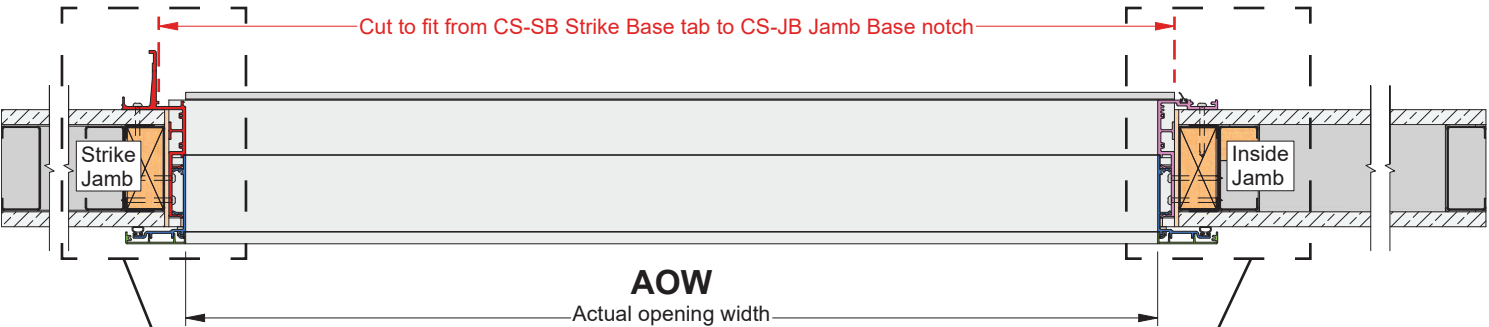 Cut to fit from CS-SB Strike Base tab to CS-JB Jamb Base notch
Strike
Jamb
Inside
Jamb
AOW
Actual opening width